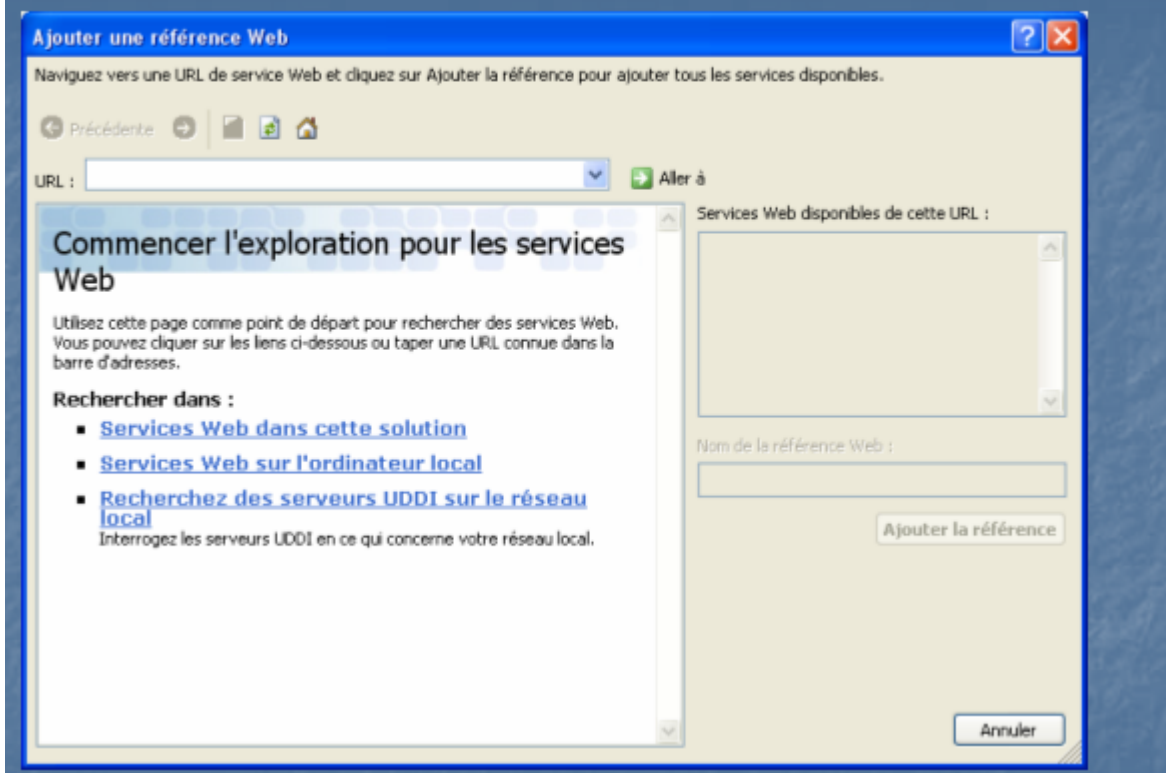 Ajouter une référence Web
Naviguez vers une URL de service Web et cliquez sur Ajouter la référence pour ajouter tous les services disponibles.
Précédente
URL :
Aller à
Commencer l'exploration pour les services
Web
Utilisez cette page comme point de départ pour rechercher des services Web.
Vous pouvez cliquer sur les liens ci-dessous ou taper une URL connue dans la
barre d'adresses.
Rechercher dans :
Services Web dans cette solution
Services Web sur l'ordinateur local
Recherchez des serveurs UDDI sur le réseau
local
Interrogez les serveurs UDDI en ce qui concerne votre réseau local.
Services Web disponibles de cette URL :
Nom de la référence Web :
Ajouter la référence
Annuler